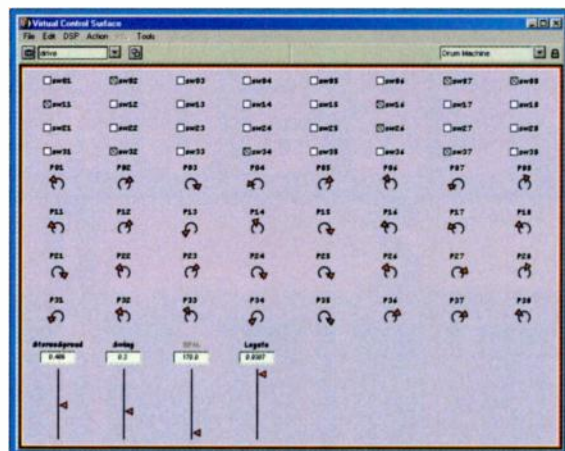 Virtual Control Surface
File Edit DSP Action Tools
drive Drum Machine
sw01 sw02 sw03 sw04 sw05 sw06 sw07 sw08
sw11 sw12 sw13 sw14 sw15 sw16 sw17 sw18
sw21 sw22 sw23 sw24 sw25 sw26 sw27 sw28
sw31 sw32 sw33 sw34 sw35 sw36 sw37 sw38
P01 P02 P03 P04 P05 P06 P07 P08
P11 P12 P13 P14 P15 P16 P17 P18
P21 P22 P23 P24 P25 P26 P27 P28
P31 P32 P33 P34 P35 P36 P37 P38
StereoSpread Swing BPM Legato
0.486 0.2 172.0